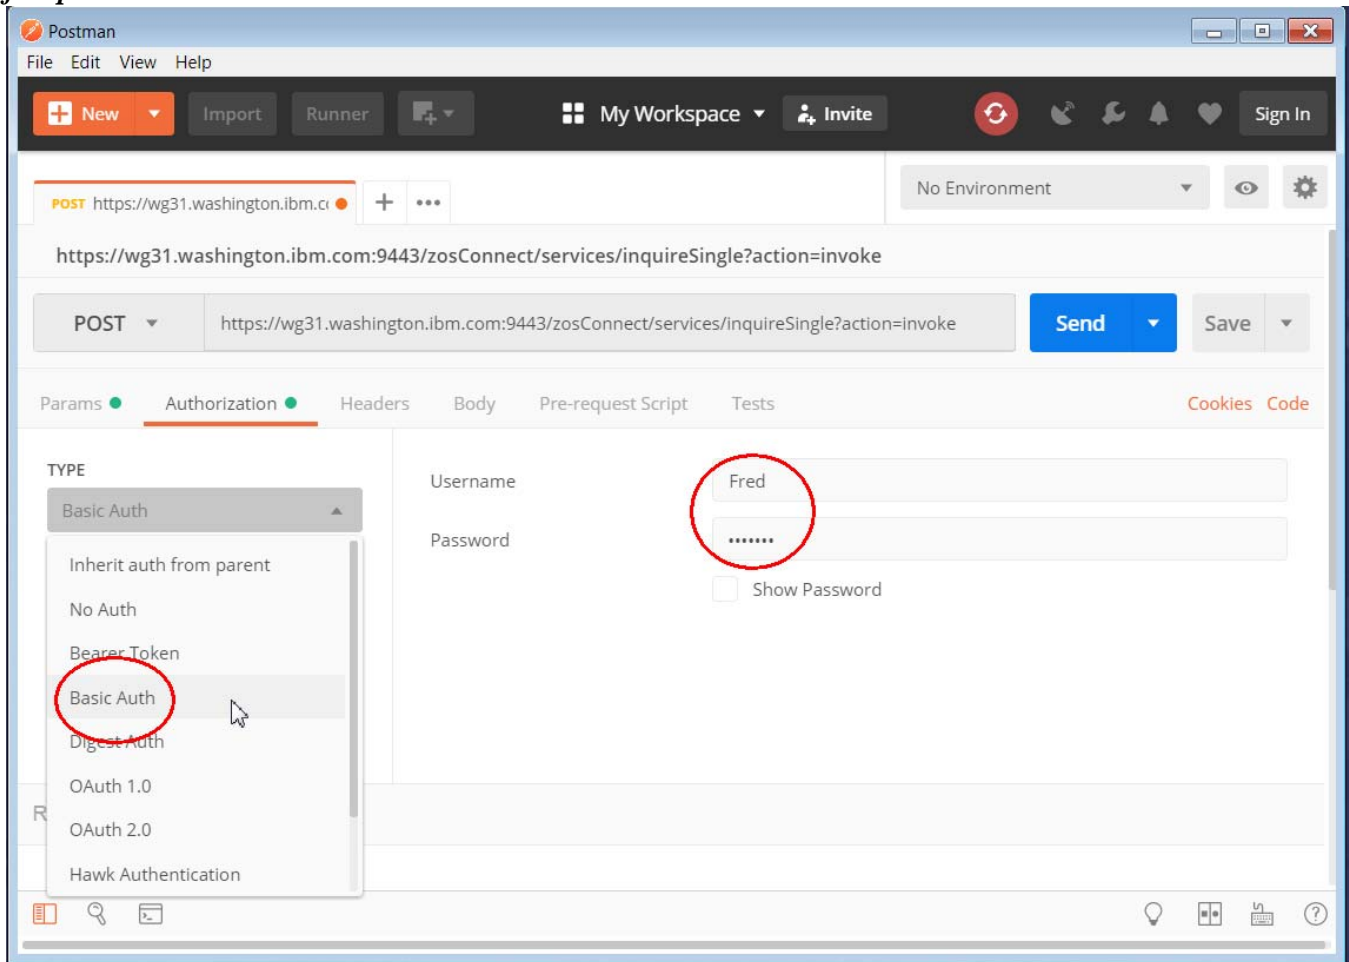 Postman
File Edit View Help
New Import Runner My Workspace Invite Sign In
POST https://wg31.washington.ibm.c No Environment
https://wg31.washington.ibm.com:9443/zosConnect/services/inquireSingle?action=invoke
POST https://wg31.washington.ibm.com:9443/zosConnect/services/inquireSingle?action=invoke Send Save
Params Authorization Headers Body Pre-request Script Tests Cookies Code
TYPE
Username Fred
Basic Auth
Password •••••••
Inherit auth from parent
Show Password
No Auth
Bearer Token
Basic Auth
Digest Auth
OAuth 1.0
R
OAuth 2.0
Hawk Authentication